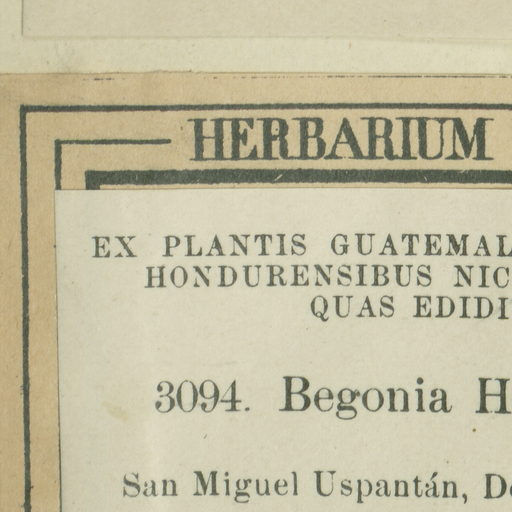 HERBARIUM
EX PLANTIS GUATEMAL
HONDURENSIBUS NIC
QUAS EDIDI
3094. Begonia H
San Miguel Uspantán, De